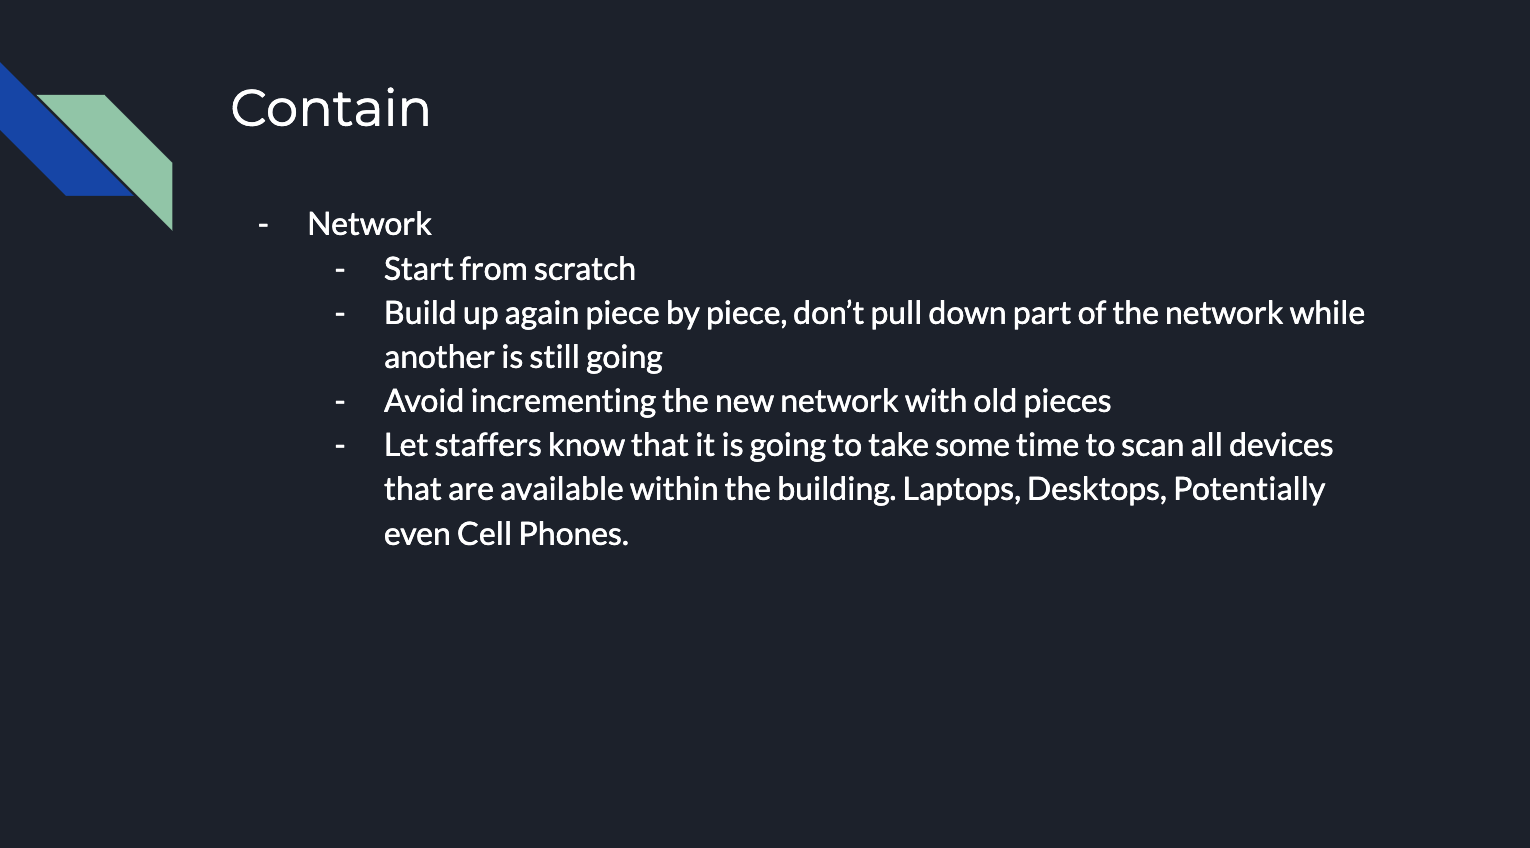 Contain
- Network
- Start from scratch
- Build up again piece by piece, don’t pull down part of the network while
another is still going
- Avoid incrementing the new network with old pieces
- Let staffers know that it is going to take some time to scan all devices
that are available within the building. Laptops, Desktops, Potentially
even Cell Phones.